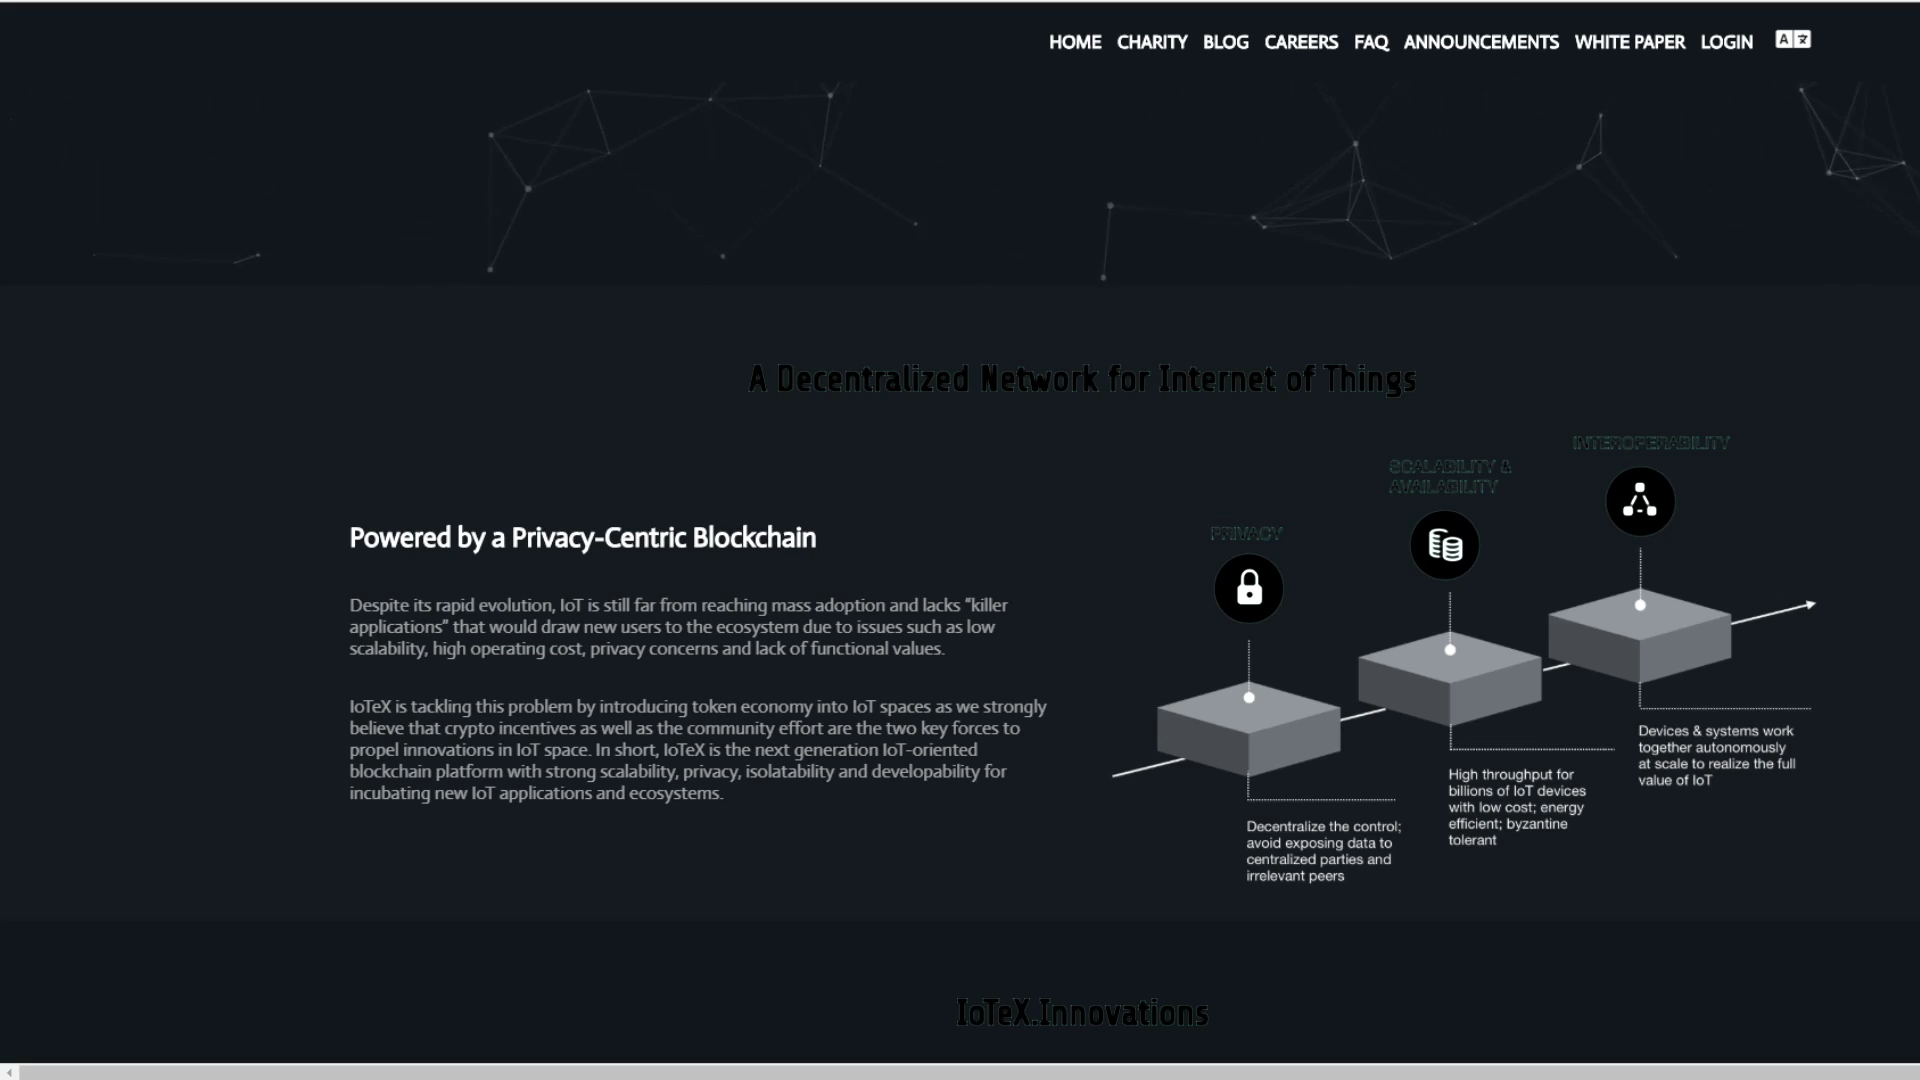 HOME CHARITY BLOG CAREERS FAQ ANNOUNCEMENTS WHITE PAPER LOGIN A文
A Decentralized Network for Internet of Things
Powered by a Privacy-Centric Blockchain
Despite its rapid evolution, IoT is still far from reaching mass adoption and lacks “killer
applications” that would draw new users to the ecosystem due to issues such as low
scalability, high operating cost, privacy concerns and lack of functional values.
IoTeX is tackling this problem by introducing token economy into IoT spaces as we strongly
believe that crypto incentives as well as the community effort are the two key forces to
propel innovations in IoT space. In short, IoTeX is the next generation IoT-oriented
blockchain platform with strong scalability, privacy, isolatability and developability for
incubating new IoT applications and ecosystems.
PRIVACY
Decentralize the control;
avoid exposing data to
centralized parties and
irrelevant peers
SCALABILITY &
AVAILABILITY
High throughput for
billions of IoT devices
with low cost; energy
efficient; byzantine
tolerant
INTEROPERABILITY
Devices & systems work
together autonomously
at scale to realize the full
value of IoT
IoTeX.Innovations